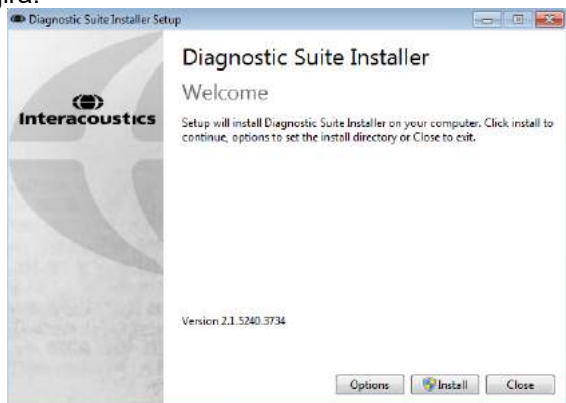 Diagnostic Suite Installer Setup
Diagnostic Suite Installer
Welcome
Interacoustics
Setup will install Diagnostic Suite Installer on your computer. Click install to
continue, options to set the install directory or Close to exit.
Version 2.1.5240.3734
Options Install Close